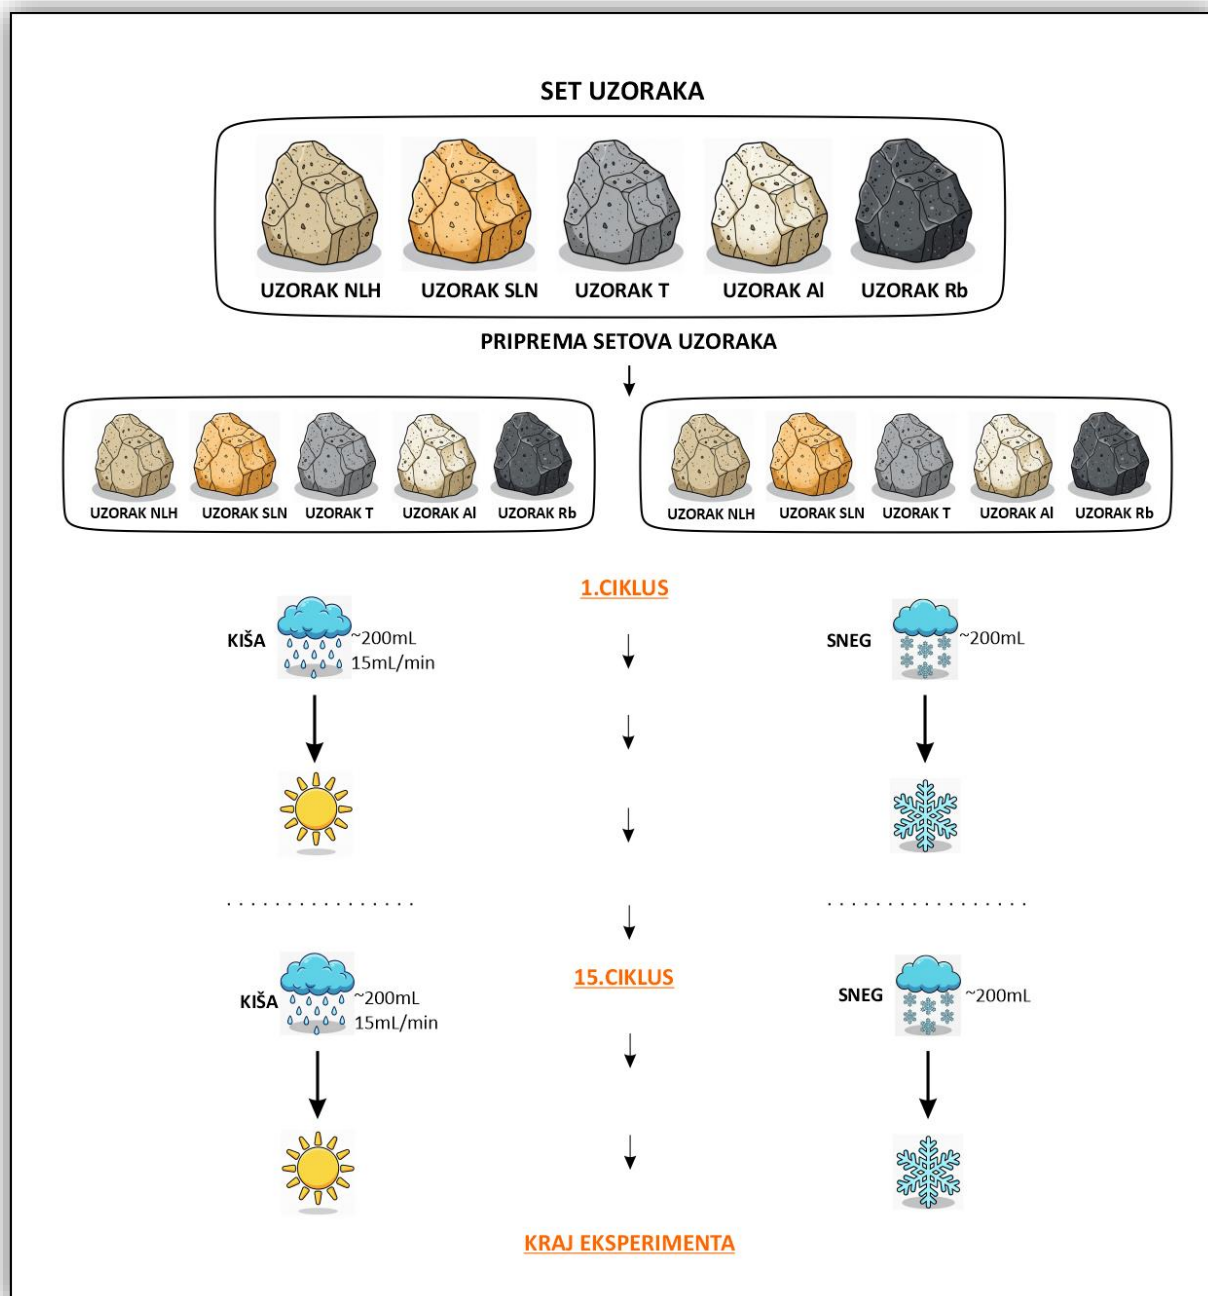 SET UZORAKA
UZORAK NLH UZORAK SLN UZORAK T UZORAK Al UZORAK Rb
PRIPREMA SETOVA UZORAKA
UZORAK NLH UZORAK SLN UZORAK T UZORAK Al UZORAK Rb
UZORAK NLH UZORAK SLN UZORAK T UZORAK Al UZORAK Rb
1.CIKLUS
KIŠA ~200mL
15mL/min
SNEG ~200mL
15.CIKLUS
KIŠA ~200mL
15mL/min
SNEG ~200mL
KRAJ EKSPERIMENTA